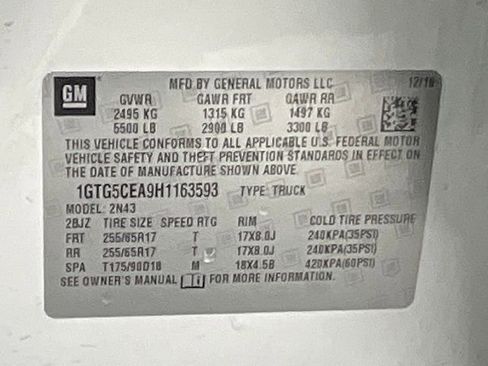 GM
MFD BY GENERAL MOTORS LLC 12/16
GVWR GAWR FRT GAWR RR
2495 KG 1315 KG 1497 KG
5500 LB 2900 LB 3300 LB
THIS VEHICLE CONFORMS TO ALL APPLICABLE U.S. FEDERAL MOTOR
VEHICLE SAFETY AND THEFT PREVENTION STANDARDS IN EFFECT ON
THE DATE OF MANUFACTURE SHOWN ABOVE.
1GTG5CEA9H1163593 TYPE: TRUCK
MODEL: 2N43
2BJZ TIRE SIZE SPEED RTG RIM COLD TIRE PRESSURE
FRT 255/65R17 T 17X8.0J 240KPA(35PSI)
RR 255/65R17 T 17X8.0J 240KPA(35PSI)
SPA T175/90D18 M 18X4.5B 420KPA(60PSI)
SEE OWNER'S MANUAL FOR MORE INFORMATION.